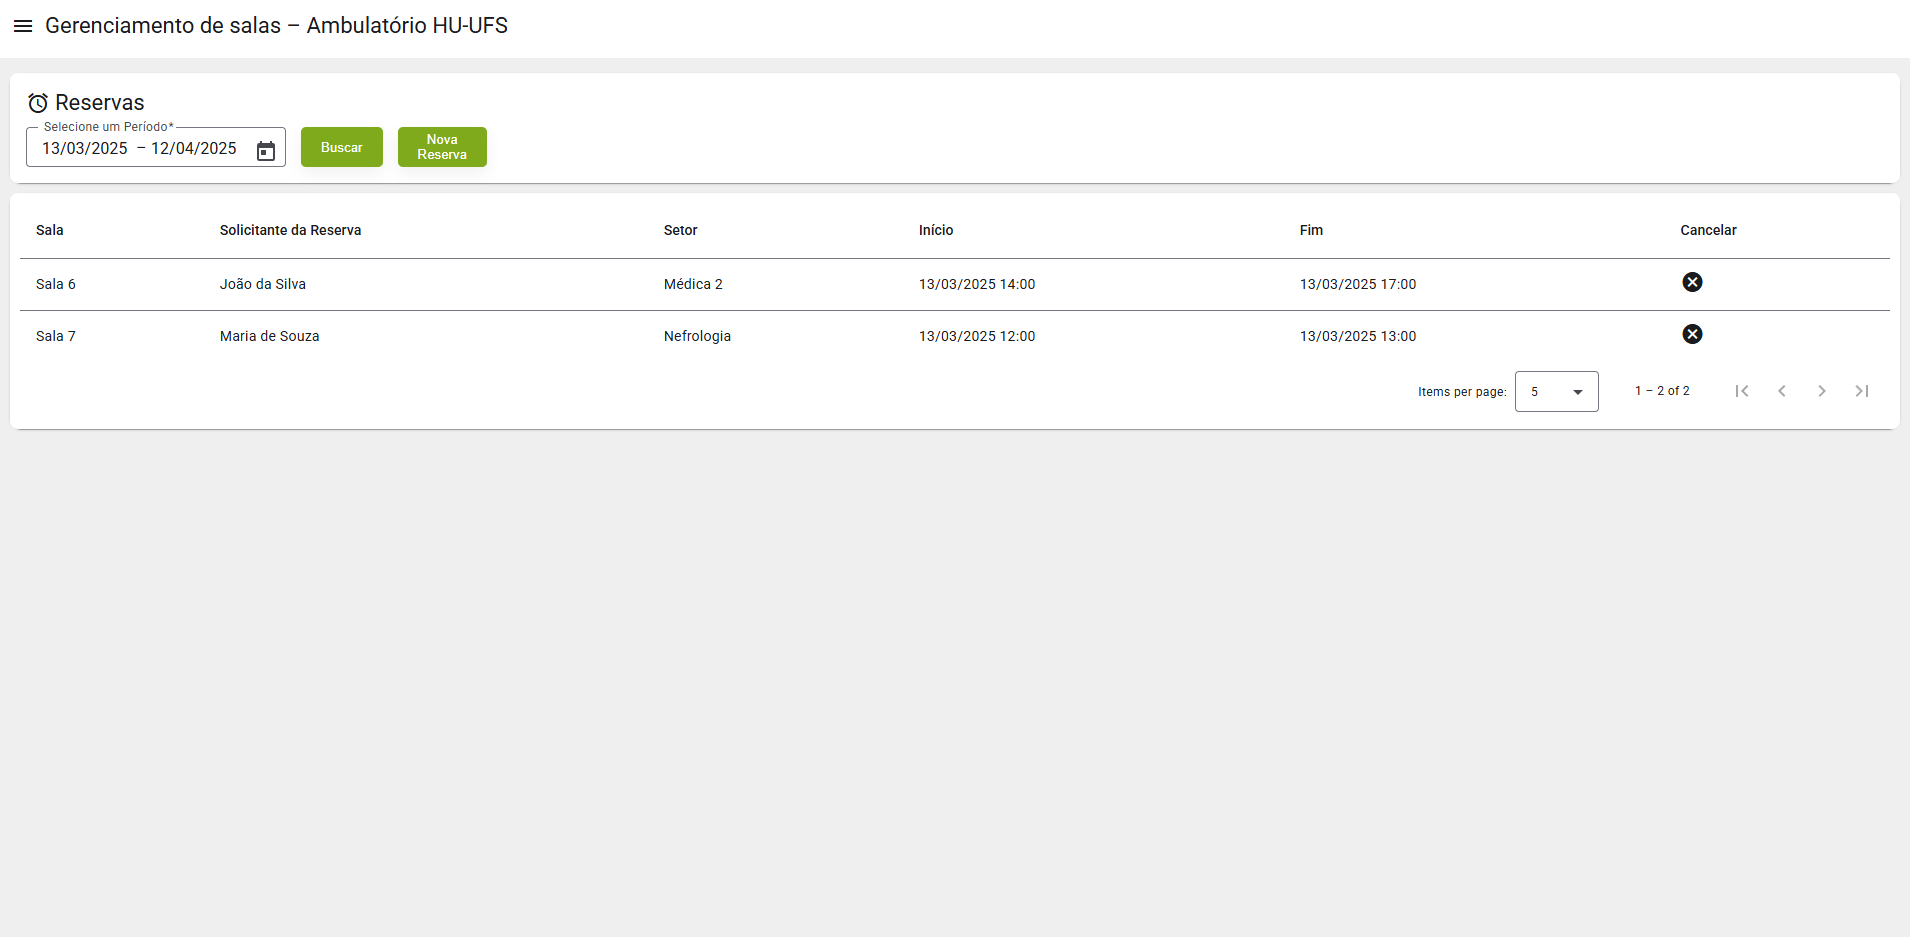 Gerenciamento de salas – Ambulatório HU-UFS
Reservas
Selecione um Período*
13/03/2025 – 12/04/2025
Buscar
Nova
Reserva
Sala Solicitante da Reserva Setor Início Fim Cancelar
Sala 6 João da Silva Médica 2 13/03/2025 14:00 13/03/2025 17:00
Sala 7 Maria de Souza Nefrologia 13/03/2025 12:00 13/03/2025 13:00
Items per page: 5 1 – 2 of 2